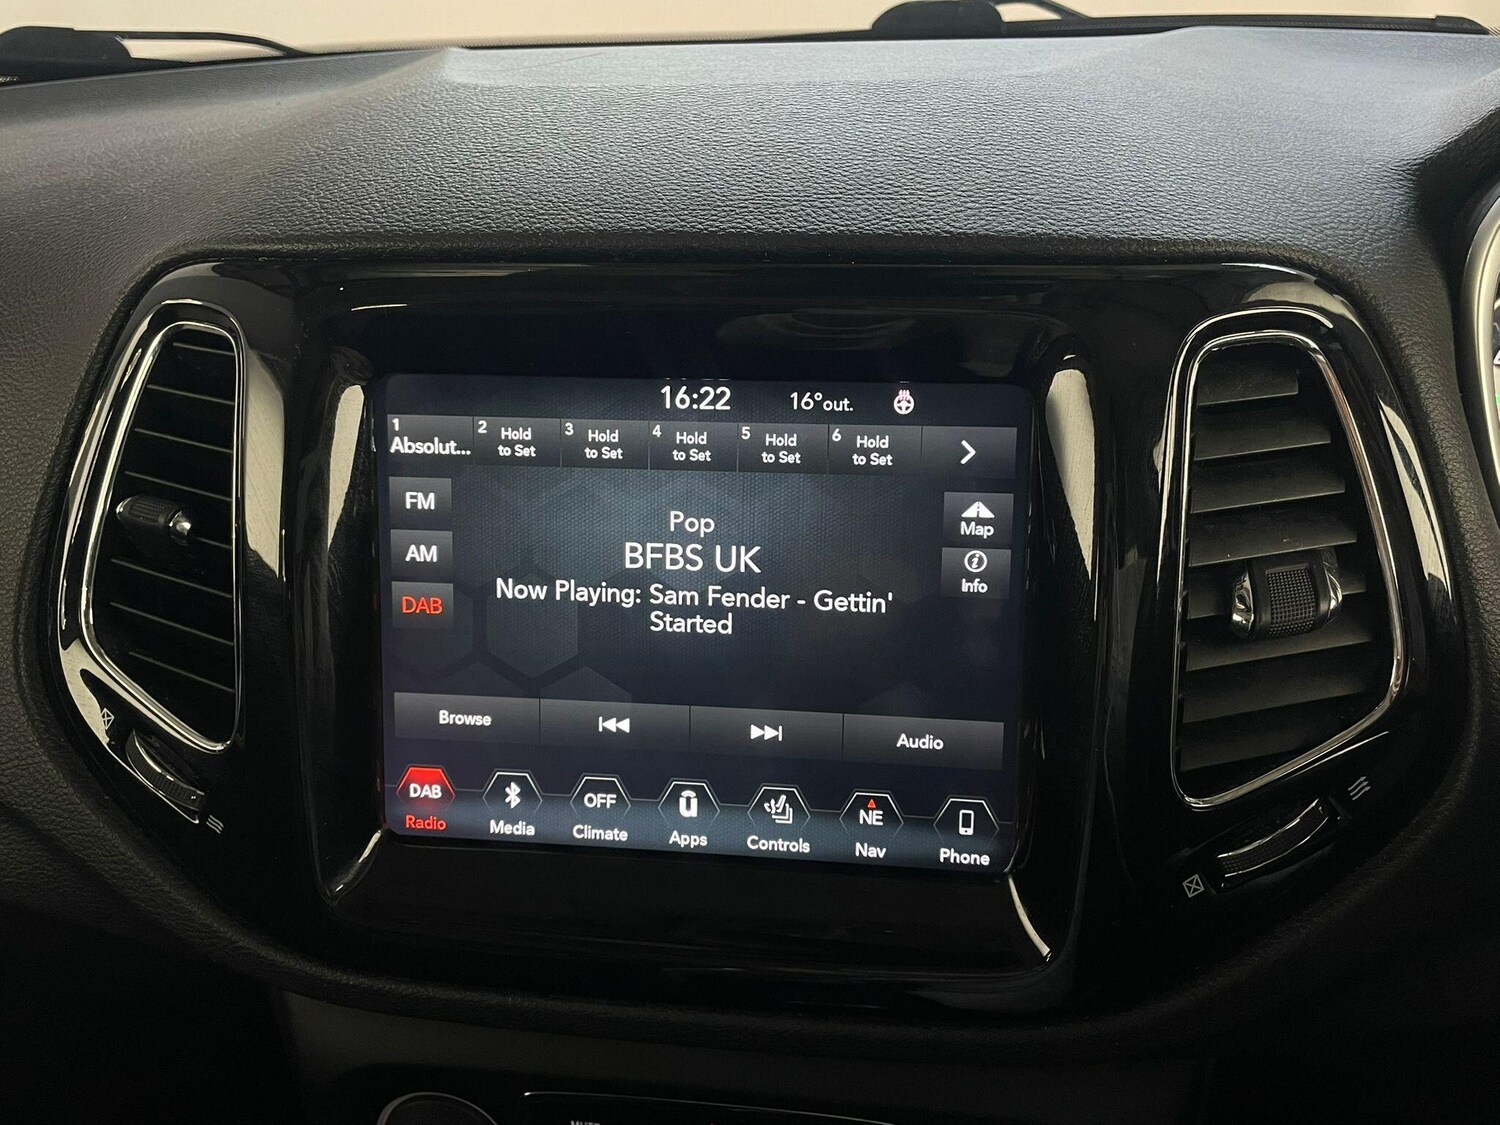 16:22 16°out.
1 2 3 4 5 6
Absolut... Hold to Set Hold to Set Hold to Set Hold to Set Hold to Set
FM
AM
DAB
Pop
BFBS UK
Now Playing: Sam Fender - Gettin'
Started
Map
Info
Browse Audio
DAB OFF NE
Radio Media Climate Apps Controls Nav Phone